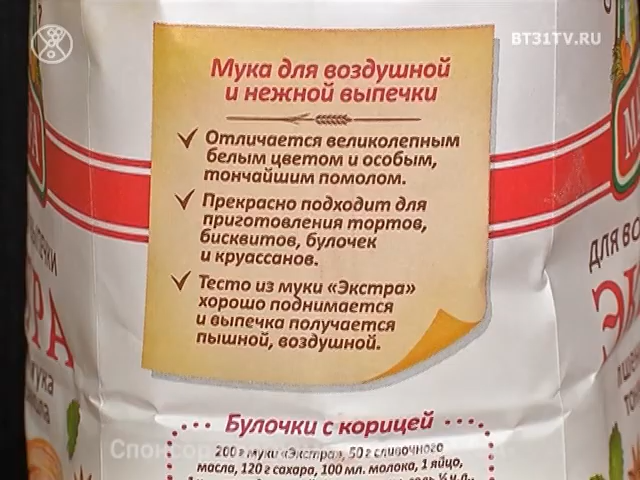 BT31TV.RU
Мука для воздушной
и нежной выпечки
Отличается великолепным
белым цветом и особым,
тончайшим помолом.
Прекрасно подходит для
приготовления тортов,
бисквитов, булочек
и круассанов.
Тесто из муки «Экстра»
хорошо поднимается
и выпечка получается
пышной, воздушной.
ДЛЯ ВО
Булочки с корицей
200 г муки «Экстра», 50 г сливочного
масла, 120 г сахара, 100 мл. молока, 1 яйцо,